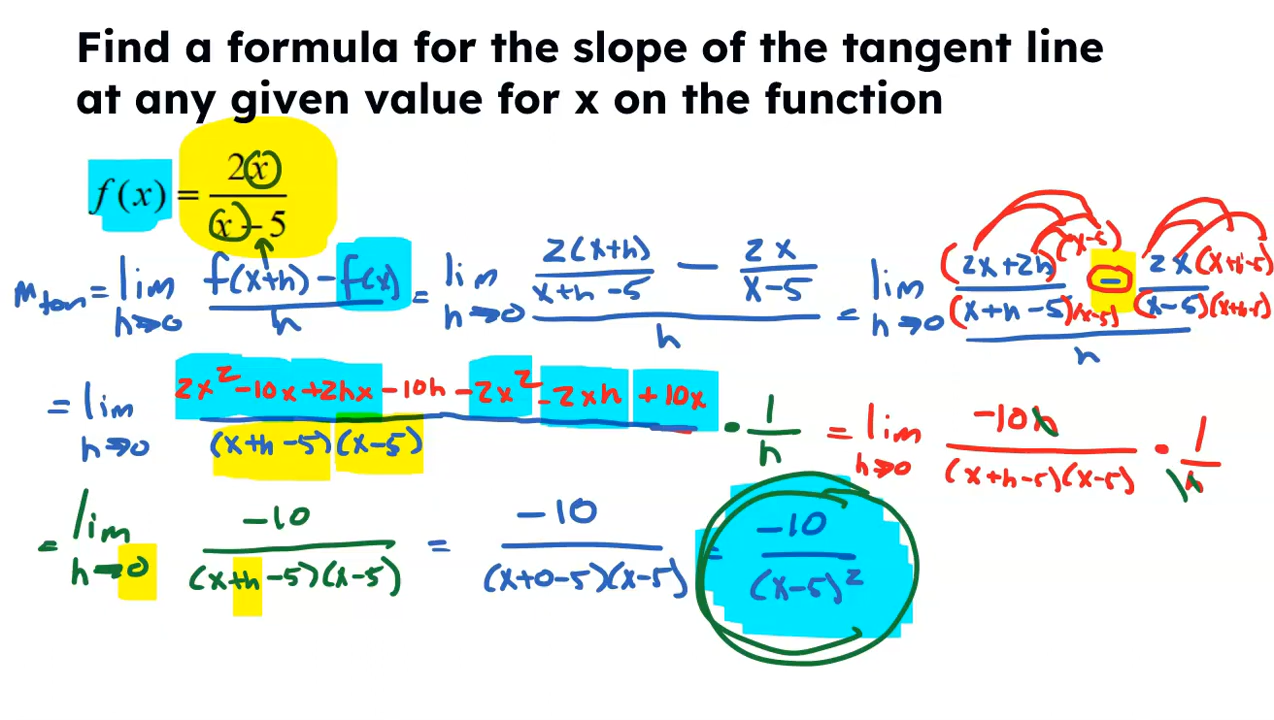 Find a formula for the slope of the tangent line
at any given value for x on the function
f(x) = 2x / (x - 5)
m_tan = lim h→0 (f(x+h) - f(x)) / h = lim h→0 (2(x+h) / (x+h-5) - 2x / (x-5)) / h = lim h→0 ((2x+2h)(x-5) / (x+h-5)(x-5) - 2x(x+h-5) / (x-5)(x+h-5)) / h
= lim h→0 (2x² - 10x + 2hx - 10h - 2x² - 2xh + 10x) / (x+h-5)(x-5) · 1/h = lim h→0 -10h / (x+h-5)(x-5) · 1/h
= lim h→0 -10 / (x+h-5)(x-5) = -10 / (x+0-5)(x-5) = -10 / (x-5)²